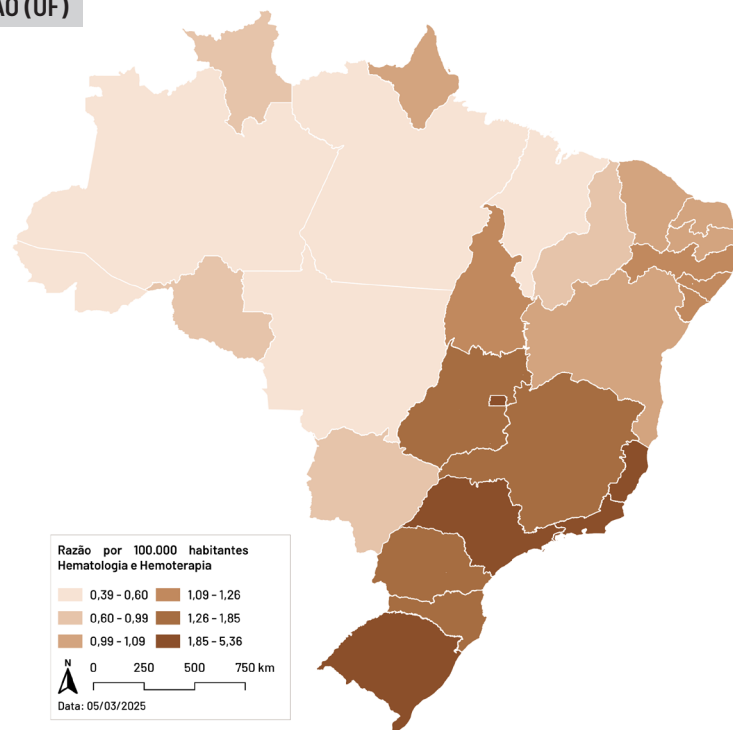 ÃO (UF)
Razão por 100.000 habitantes
Hematologia e Hemoterapia
0,39 - 0,60 1,09 - 1,26
0,60 - 0,99 1,26 - 1,85
0,99 - 1,09 1,85 - 5,36
N
0 250 500 750 km
Data: 05/03/2025